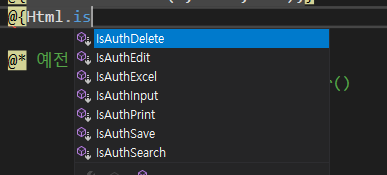 @{Html.is
IsAuthDelete
@* 예전
IsAuthEdit
IsAuthExcel
()
IsAuthInput
IsAuthPrint
IsAuthSave
IsAuthSearch